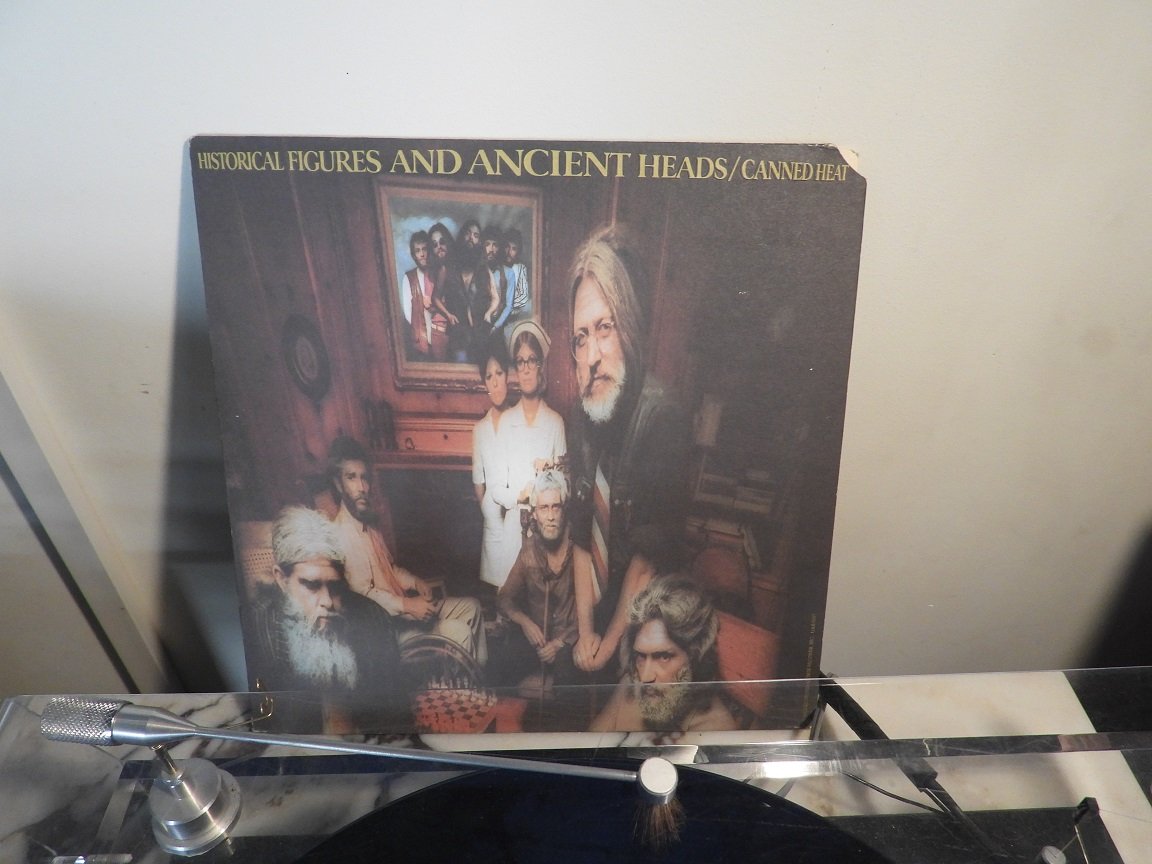 HISTORICAL FIGURES AND ANCIENT HEADS/CANNED HEAT